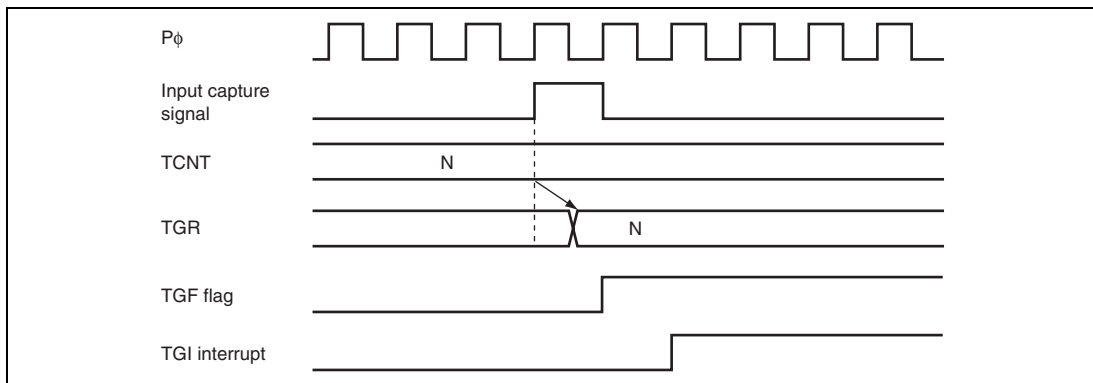 Pϕ
Input capture
signal
TCNT
N
TGR
N
TGF flag
TGI interrupt